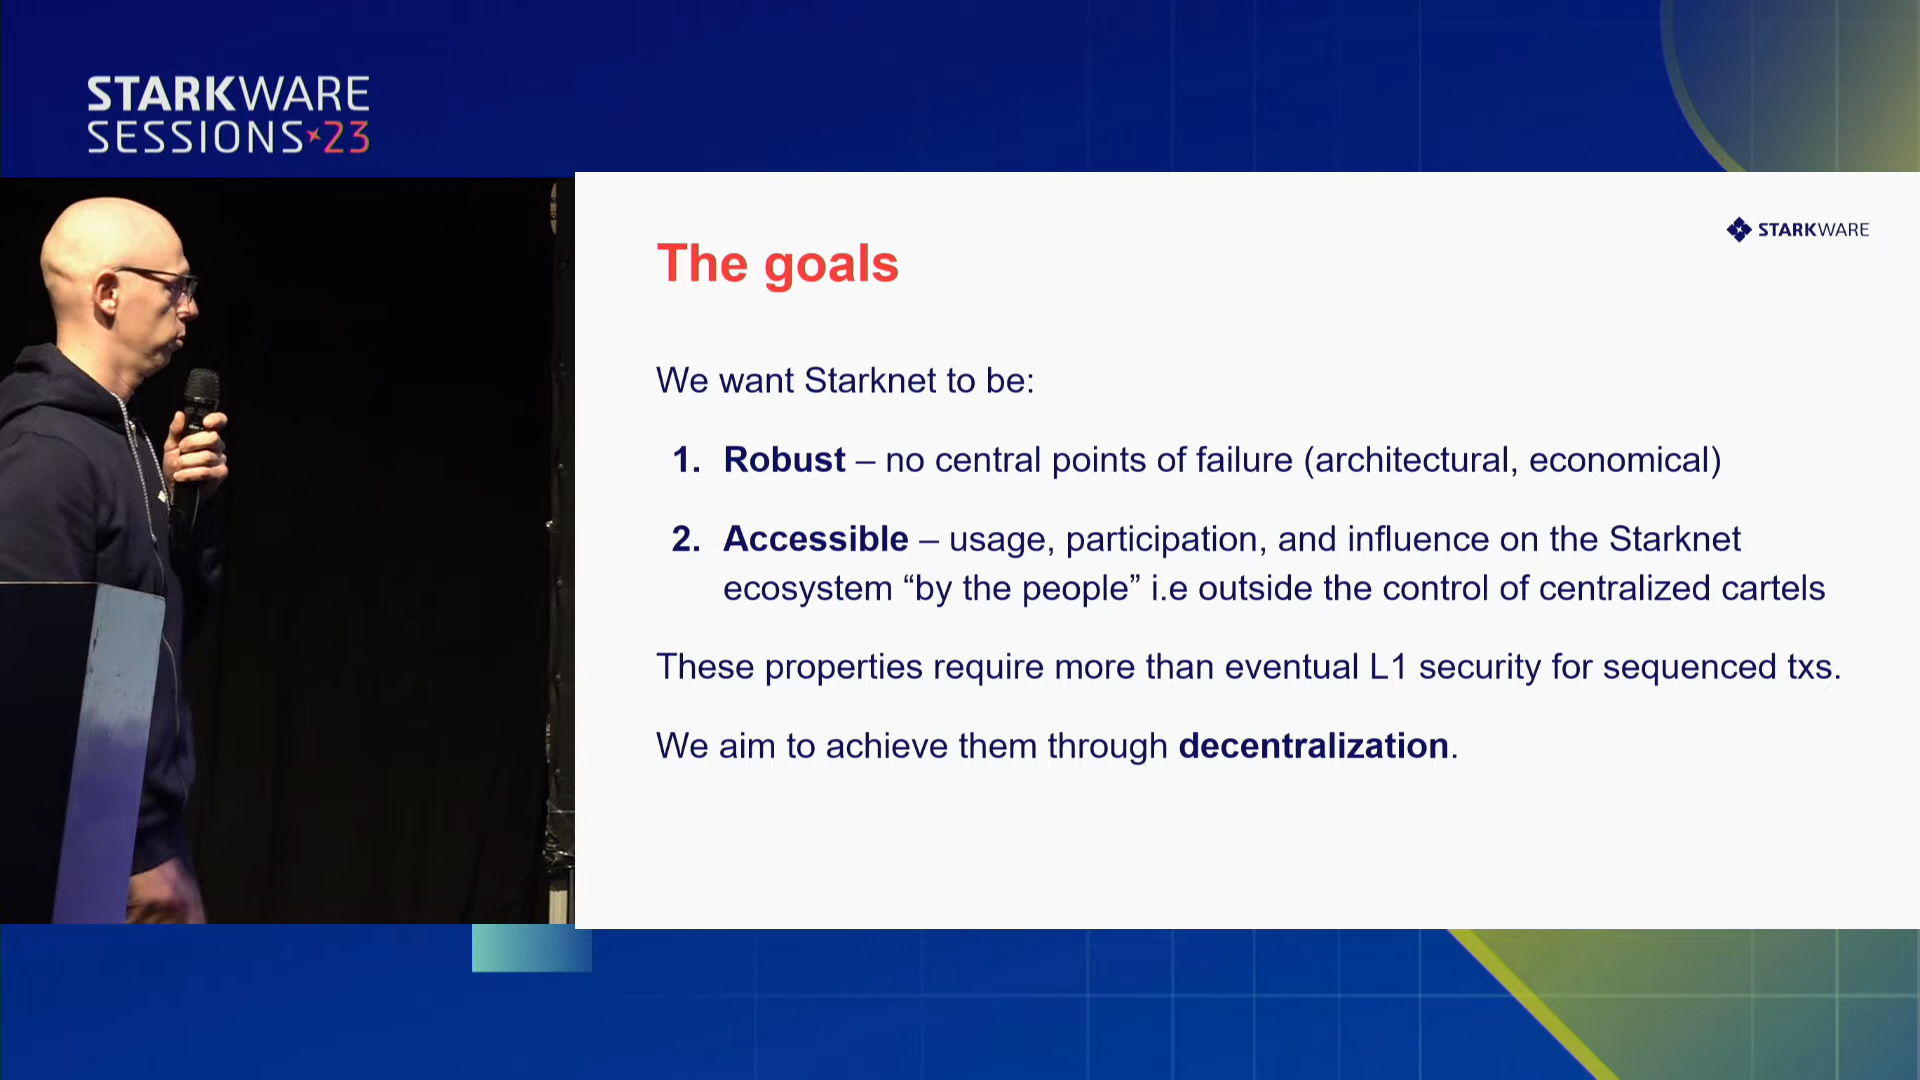 STARKWARE
SESSIONS 23
STARKWARE
The goals
We want Starknet to be:
1. Robust – no central points of failure (architectural, economical)
2. Accessible – usage, participation, and influence on the Starknet
ecosystem “by the people” i.e outside the control of centralized cartels
These properties require more than eventual L1 security for sequenced txs.
We aim to achieve them through decentralization.